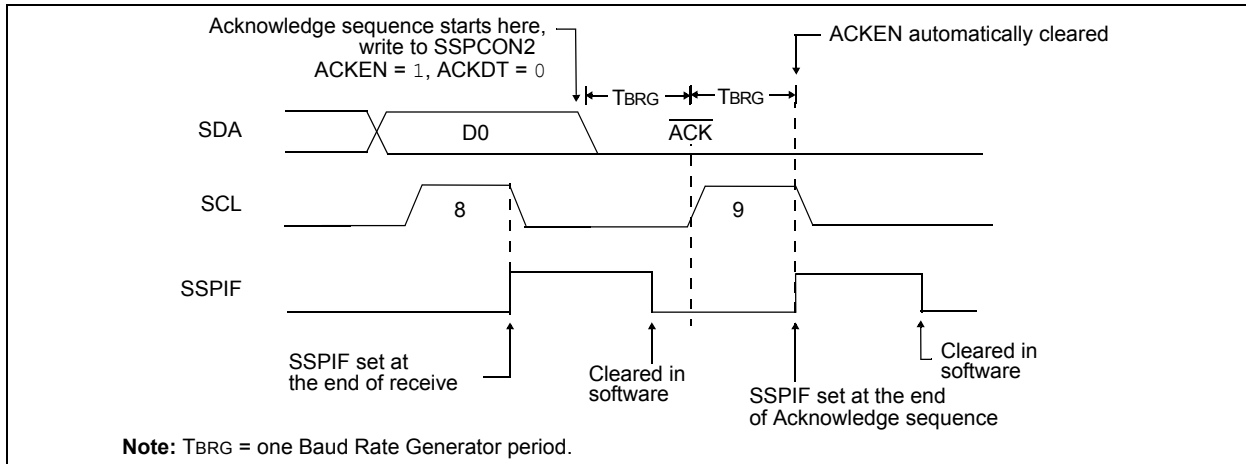 Acknowledge sequence starts here,
write to SSPCON2
ACKEN = 1, ACKDT = 0
ACKEN automatically cleared
TBRG
TBRG
SDA
D0
ACK
SCL
8
9
SSPIF
SSPIF set at
the end of receive
Cleared in
software
SSPIF set at the end
of Acknowledge sequence
Cleared in
software
Note: TBRG = one Baud Rate Generator period.